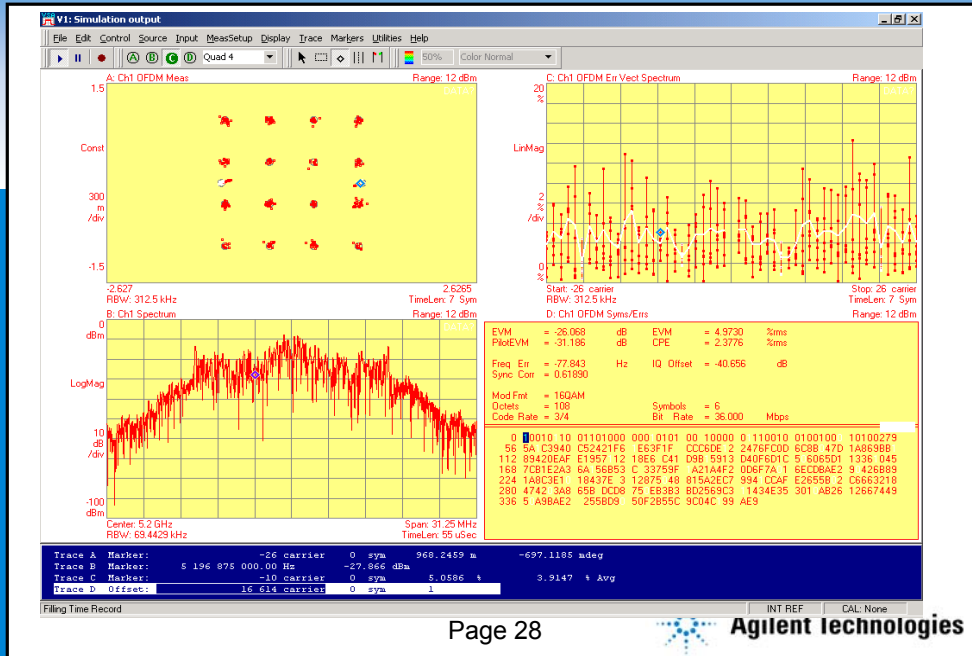 V1: Simulation output
File Edit Control Source Input MeasSetup Display Trace Markers Utilities Help
A B C D Quad 4 50% Color Normal
A: Ch1 OFDM Meas Range: 12 dBm
1.5
Const
300
m
/div
-1.5
-2.627 2.6265
RBW: 312.5 kHz TimeLen: 7 Sym
C: Ch1 OFDM Err Vect Spectrum Range: 12 dBm
20
%
LinMag
2
%
/div
0
%
Start: -26 carrier Stop: 26 carrier
RBW: 312.5 kHz TimeLen: 7 Sym
B: Ch1 Spectrum Range: 12 dBm
0
dBm
LogMag
10
dB
/div
-100
dBm
Center: 5.2 GHz Span: 31.25 MHz
RBW: 69.4429 kHz TimeLen: 55 uSec
D: Ch1 OFDM Syms/Errs Range: 12 dBm
EVM = -26.068 dB EVM = 4.9730 %rms
PilotEVM = -31.186 dB CPE = 2.3776 %rms
Freq Err = -77.843 Hz IQ Offset = -40.656 dB
Sync Corr = 0.61890
Mod Fmt = 16QAM
Octets = 108 Symbols = 6
Code Rate = 3/4 Bit Rate = 36.000 Mbps
0 10010 10 01101000 000 0101 00 10000 0 110010 0100100 10100279
56 5A C3940 C52421F6 E63F1F CCC6DE 2 2476FC0D 6C8B 47D 1A869BB
112 89420EAF E1957 12 18E6 C41 D9B 5913 D40F6D1C 5 6065D1 1336 045
168 7CB1E2A3 6A 56B53 C 33759F A21A4F2 0D6F7A 1 6ECD8AE2 9 426B89
224 1A8C3E1 18437E 3 12875 48 815A2EC7 994 CCAF E2655B 2 C6663218
280 4742 3A8 65B DCD8 75 EB3B3 BD2569C3 1434E35 301 AB26 12667449
336 5 A9BAE2 255BD9 50F2B55C 9C04C 99 AE9
Trace A Marker: -26 carrier 0 sym 968.2459 m -697.1185 mdeg
Trace B Marker: 5 196 875 000.00 Hz -27.866 dBm
Trace C Marker: -10 carrier 0 sym 5.0586 % 3.9147 % Avg
Trace D Offset: 16 614 carrier 0 sym 1
Filling Time Record INT REF CAL: None
Page 28
Agilent Technologies